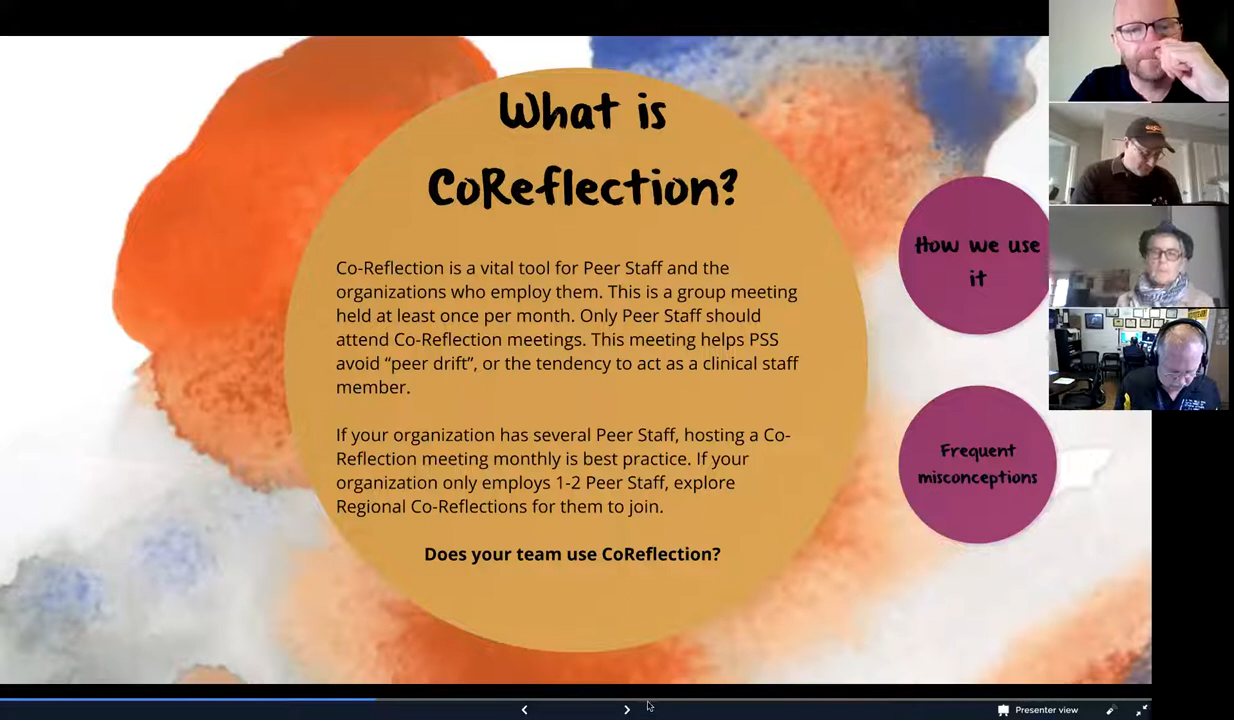 What is
CoReflection?
Co-Reflection is a vital tool for Peer Staff and the
organizations who employ them. This is a group meeting
held at least once per month. Only Peer Staff should
attend Co-Reflection meetings. This meeting helps PSS
avoid “peer drift”, or the tendency to act as a clinical staff
member.
If your organization has several Peer Staff, hosting a Co-
Reflection meeting monthly is best practice. If your
organization only employs 1-2 Peer Staff, explore
Regional Co-Reflections for them to join.
Does your team use CoReflection?
How we use
it
Frequent
misconceptions
Presenter view